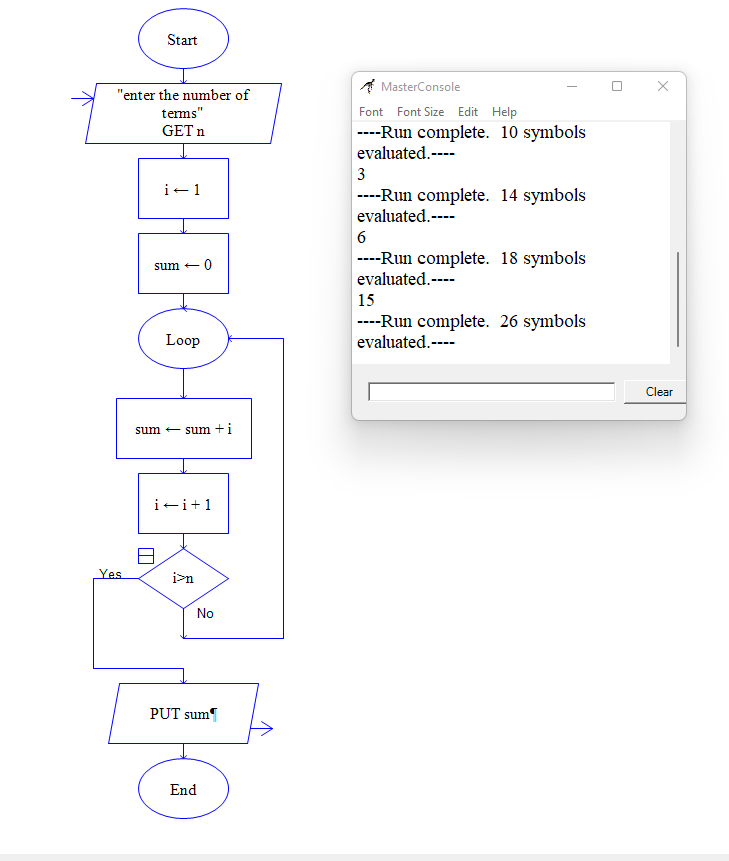 Start
"enter the number of
terms"
GET n
i ← 1
sum ← 0
Loop
sum ← sum + i
i ← i + 1
i>n
Yes
No
PUT sum¶
End
MasterConsole
Font Font Size Edit Help
----Run complete. 10 symbols
evaluated.----
3
----Run complete. 14 symbols
evaluated.----
6
----Run complete. 18 symbols
evaluated.----
15
----Run complete. 26 symbols
evaluated.----
Clear